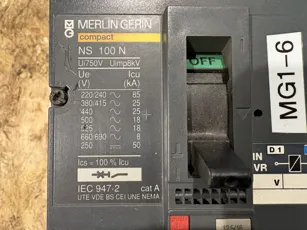 MERLIN GERIN
compact
NS 100 N
Ui750V Uimp8kV
Ue Icu
(V) (kA)
220/240 ~ 85
380/415 ~ 25
440 ~ 25
500 ~ 18
525 ~ 18
660/690 ~ 8
250 ⎓ 50
Ics = 100 % Icu
IEC 947-2 cat A
UTE VDE BS CEI UNE NEMA
OFF
MG1-6
D1
IN
VR
V